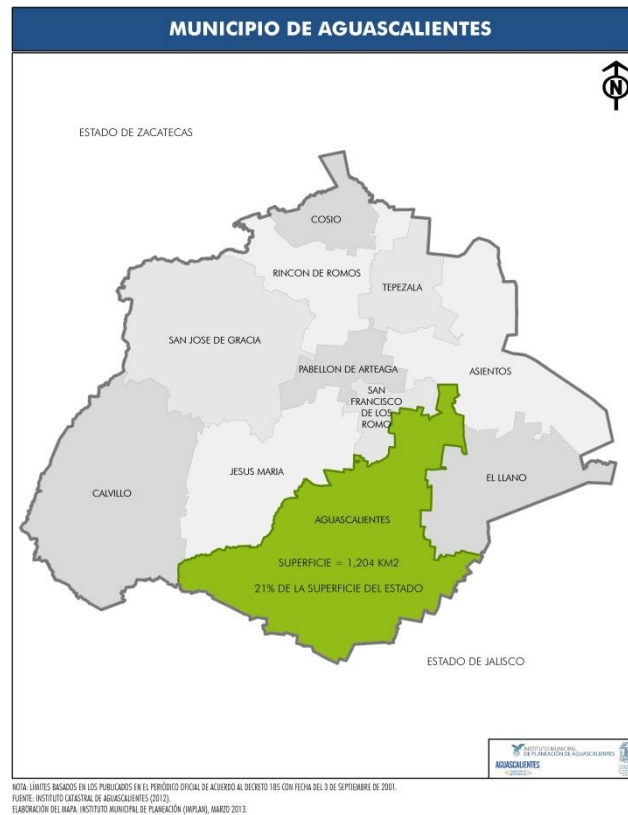 MUNICIPIO DE AGUASCALIENTES
N
ESTADO DE ZACATECAS
COSIO
RINCON DE ROMOS
TEPEZALA
SAN JOSE DE GRACIA
PABELLON DE ARTEAGA
ASIENTOS
SAN
FRANCISCO
DE LOS
ROMO
JESUS MARIA
EL LLANO
CALVILLO
AGUASCALIENTES
SUPERFICIE = 1,204 KM2
21% DE LA SUPERFICIE DEL ESTADO
ESTADO DE JALISCO
INSTITUTO MUNICIPAL
DE PLANEACIÓN DE AGUASCALIENTES
AGUASCALIENTES
NOTA: LÍMITES BASADOS EN LOS PUBLICADOS EN EL PERIÓDICO OFICIAL DE ACUERDO AL DECRETO 185 CON FECHA DEL 3 DE SEPTIEMBRE DE 2001.
FUENTE: INSTITUTO CATASTRAL DE AGUASCALIENTES (2012).
ELABORACIÓN DEL MAPA: INSTITUTO MUNICIPAL DE PLANEACIÓN (IMPLAN), MARZO 2013.